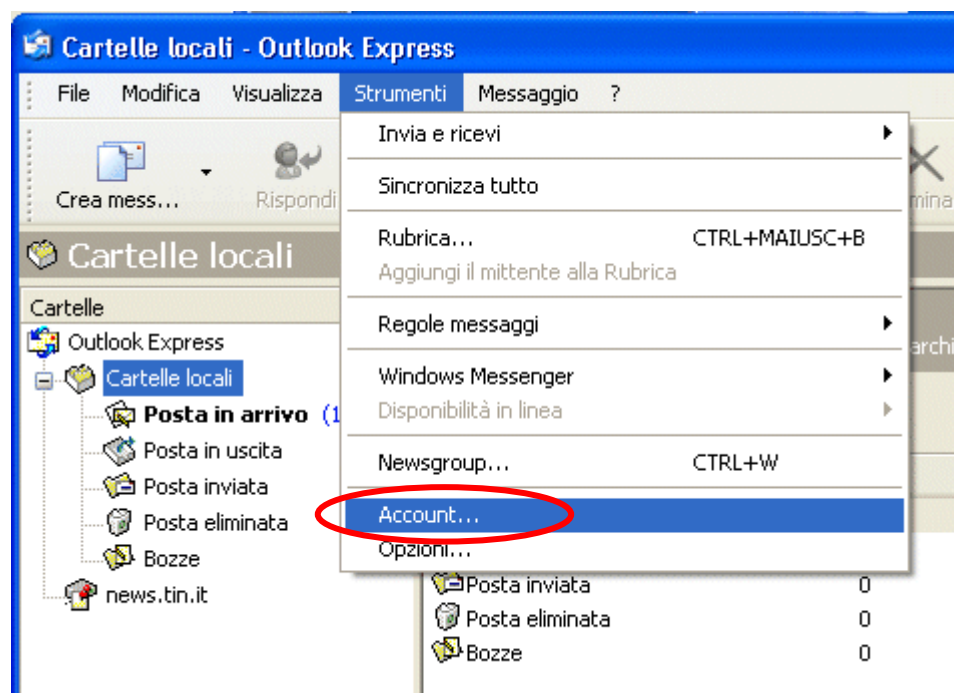 Cartelle locali - Outlook Express
File Modifica Visualizza Strumenti Messaggio ?
Crea mess... Rispondi
Invia e ricevi
Sincronizza tutto
Rubrica... CTRL+MAIUSC+B
Aggiungi il mittente alla Rubrica
Regole messaggi
Windows Messenger
Disponibilità in linea
Newsgroup... CTRL+W
Account...
Opzioni...
Cartelle locali
Cartelle
Outlook Express
Cartelle locali
Posta in arrivo (1
Posta in uscita
Posta inviata
Posta eliminata
Bozze
news.tin.it
mina
archi
Posta inviata 0
Posta eliminata 0
Bozze 0